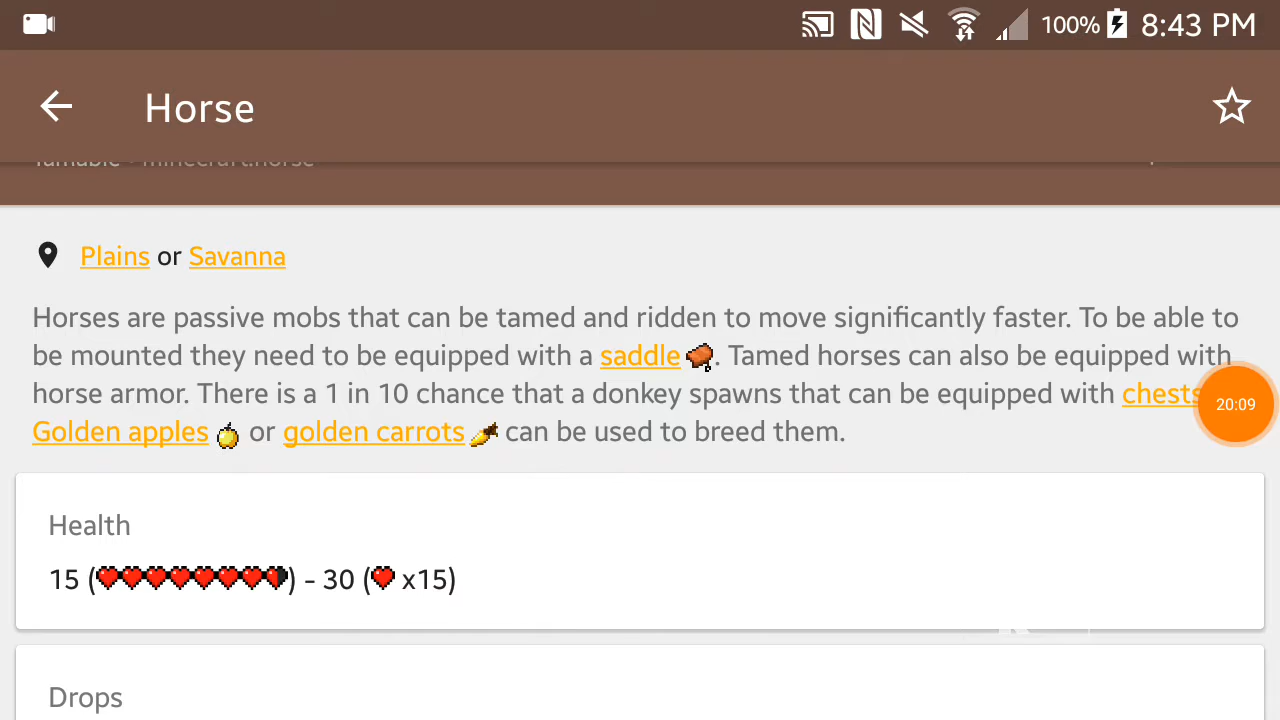 100% 8:43 PM
Horse
Tamable - minecraft:horse
Plains or Savanna
Horses are passive mobs that can be tamed and ridden to move significantly faster. To be able to
be mounted they need to be equipped with a saddle. Tamed horses can also be equipped with
horse armor. There is a 1 in 10 chance that a donkey spawns that can be equipped with chests
20:09
Golden apples or golden carrots can be used to breed them.
Health
15 () - 30 ( x15)
Drops